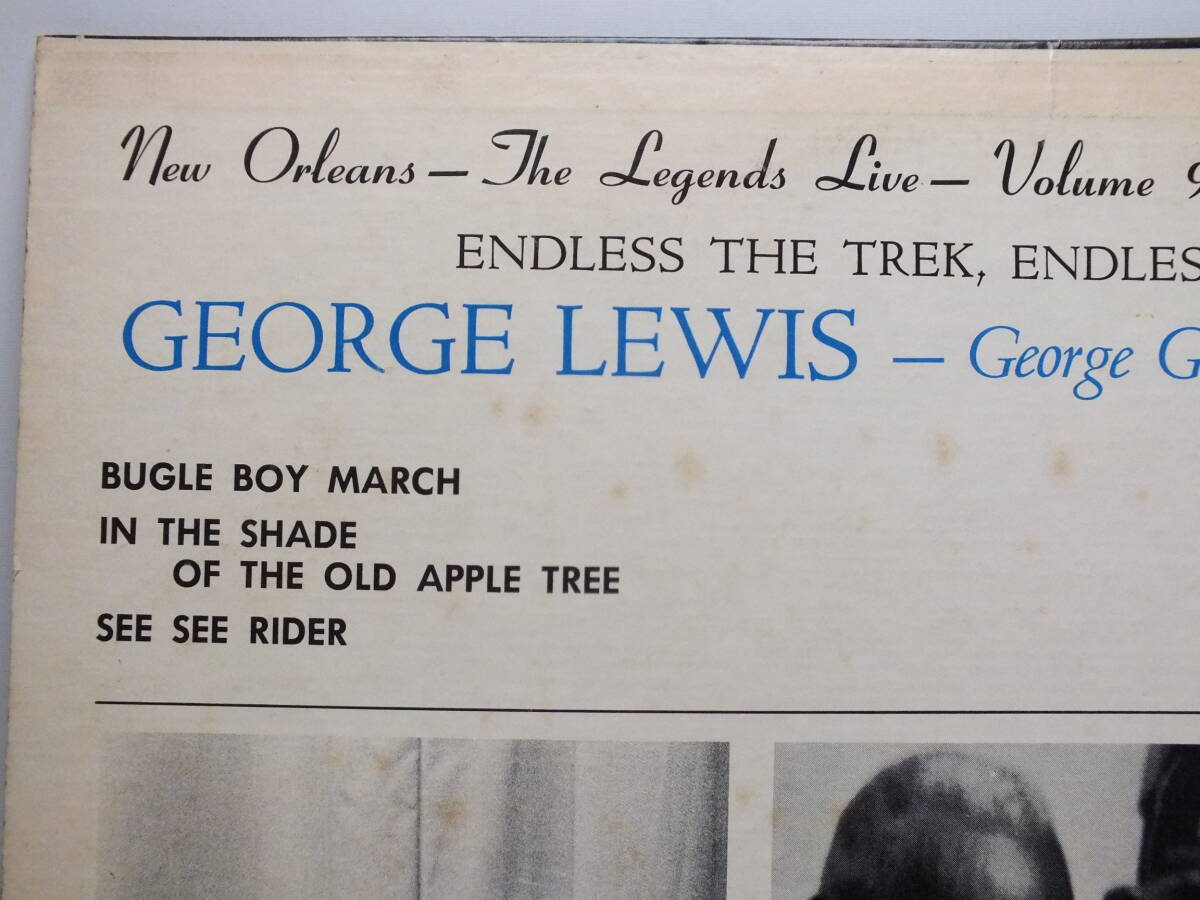 New Orleans — The Legends Live — Volume 9
ENDLESS THE TREK, ENDLES
GEORGE LEWIS — George G
BUGLE BOY MARCH
IN THE SHADE
OF THE OLD APPLE TREE
SEE SEE RIDER